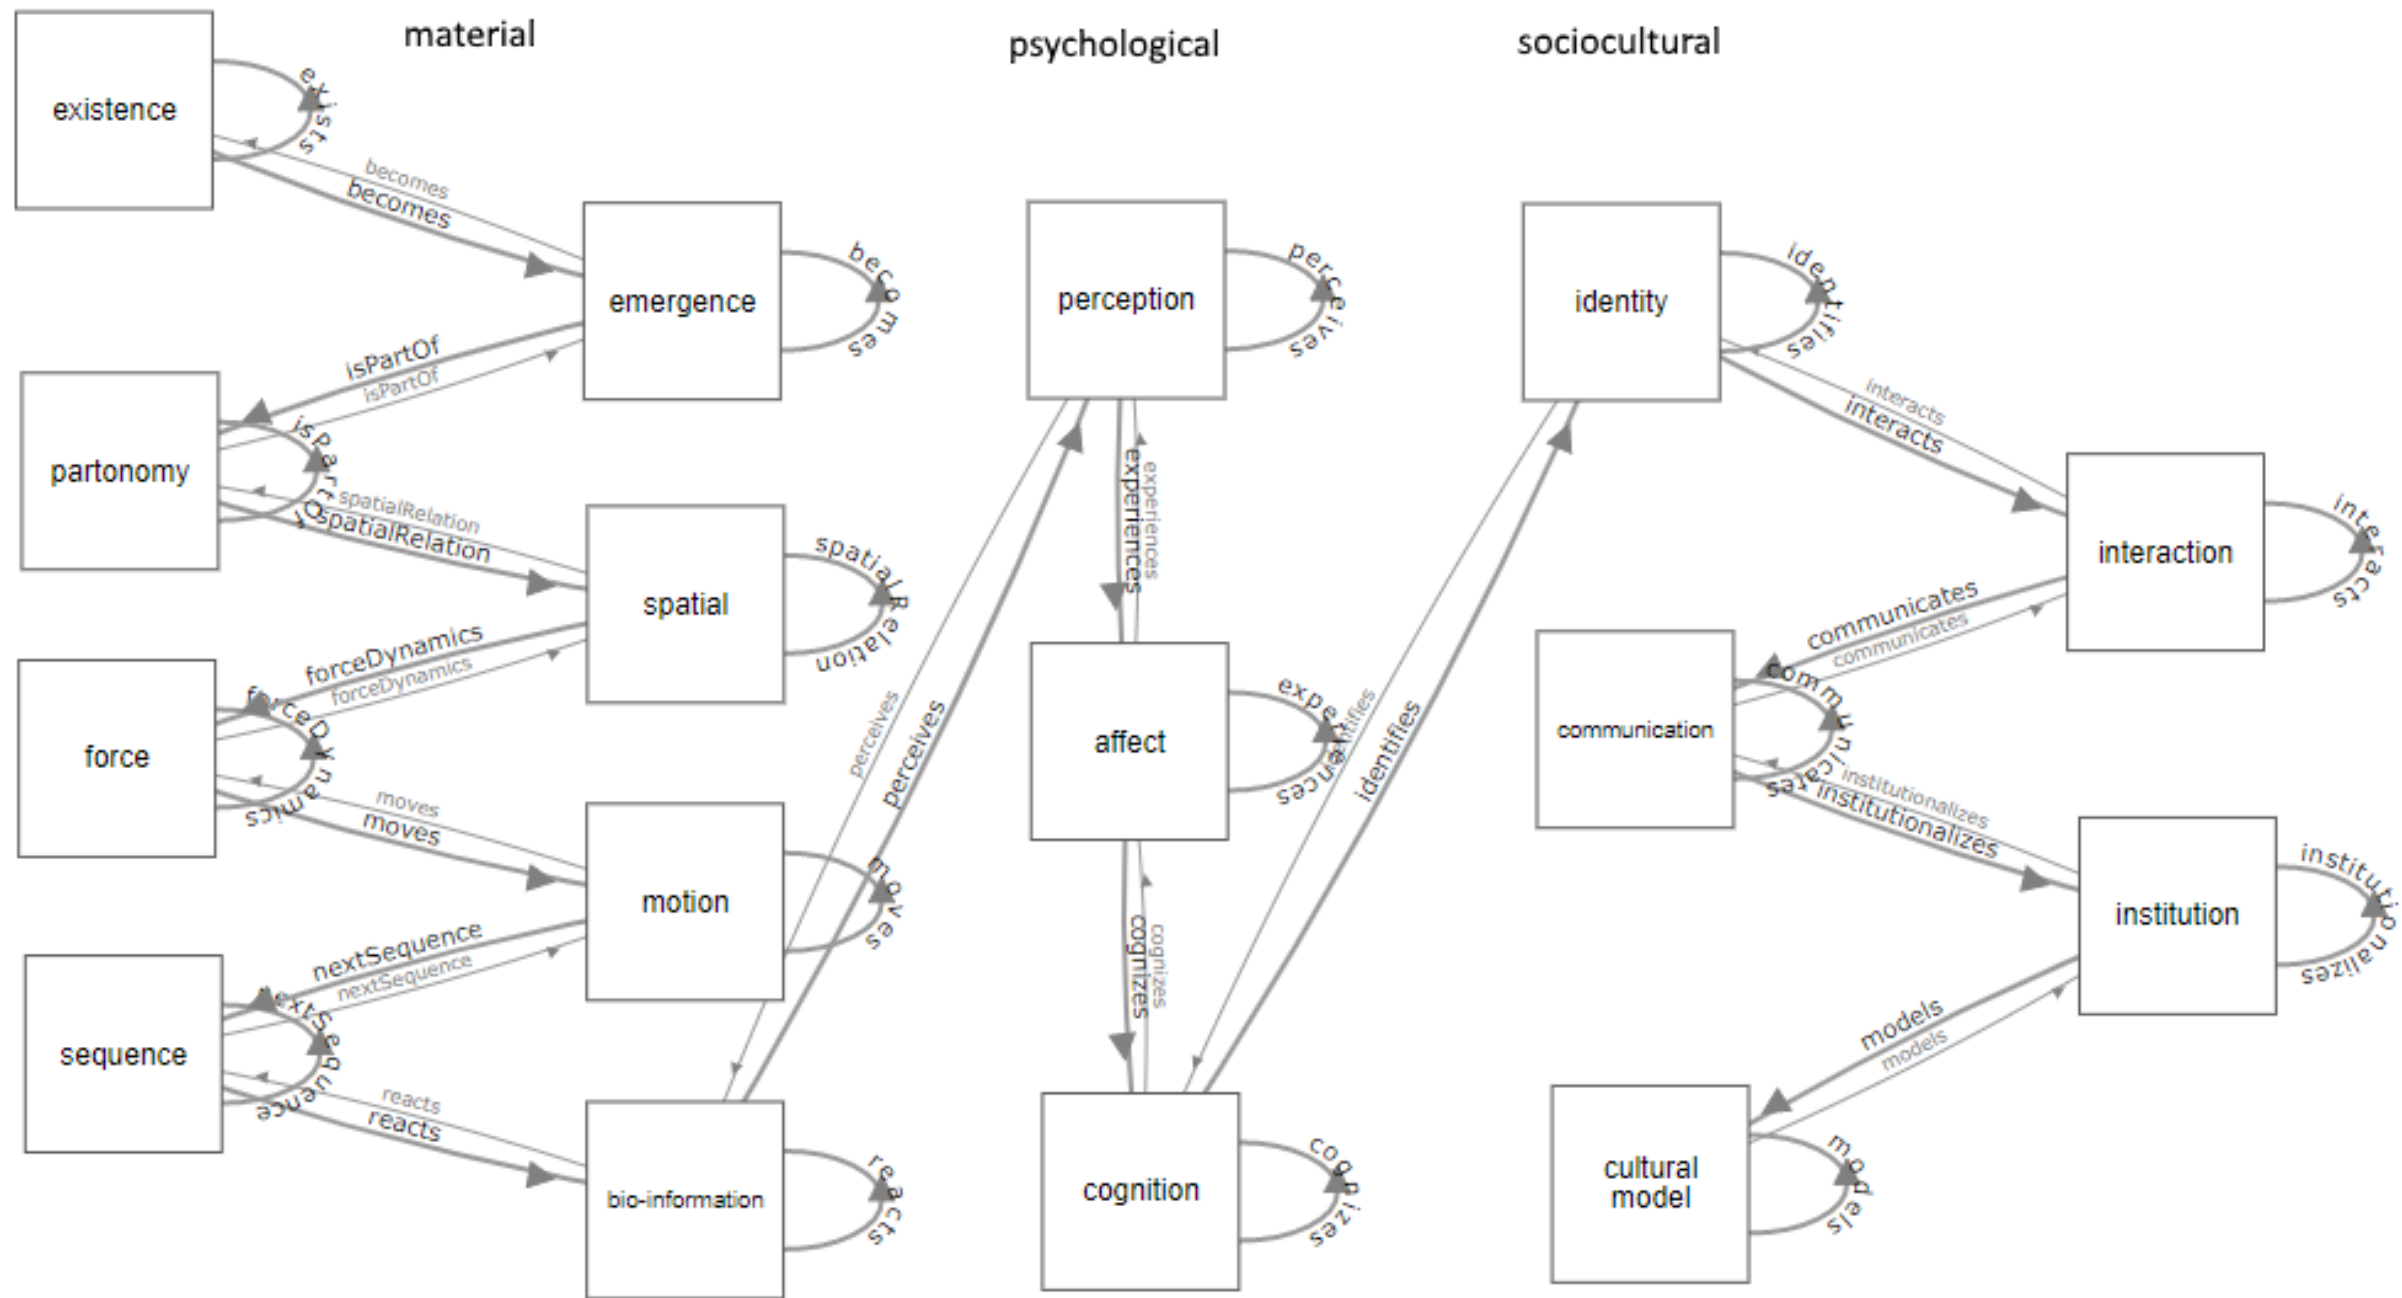 material
psychological
sociocultural
existence
exists
becomes
becomes
emergence
becomes
isPartOf
isPartOf
partonomy
isPartOf
spatialRelation
spatialRelation
spatial
spatialRelation
forceDynamics
forceDynamics
force
forceDynamics
moves
moves
motion
moves
nextSequence
nextSequence
sequence
nextSequence
reacts
reacts
bio-information
reacts
perceives
perceives
perception
perceives
experiences
experiences
affect
experiences
cognizes
cognizes
cognition
cognizes
identifies
identifies
identity
identifies
interacts
interacts
interaction
interacts
communicates
communicates
communication
communicates
institutionalizes
institutionalizes
institution
institutionalizes
models
models
cultural
model
models